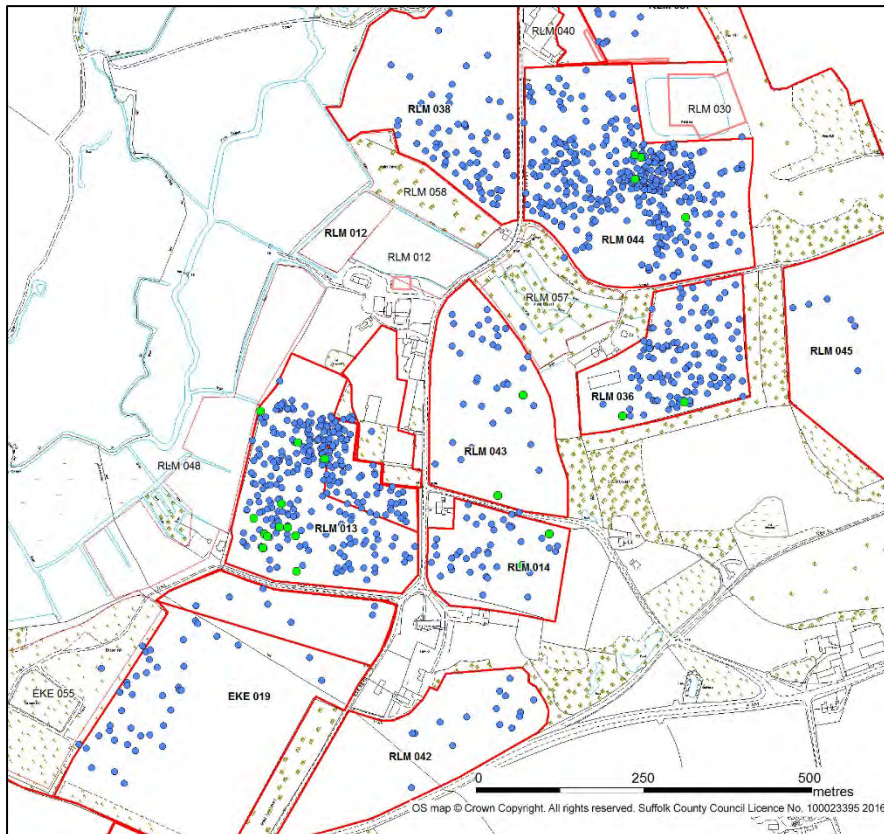 RLM 040
RLM 038
RLM 030
RLM 058
RLM 012
RLM 044
RLM 012
RLM 057
RLM 045
RLM 036
RLM 043
RLM 048
RLM 013
RLM 014
EKE 055
EKE 019
RLM 042
0 250 500
metres
OS map © Crown Copyright. All rights reserved. Suffolk County Council Licence No. 100023395 2016